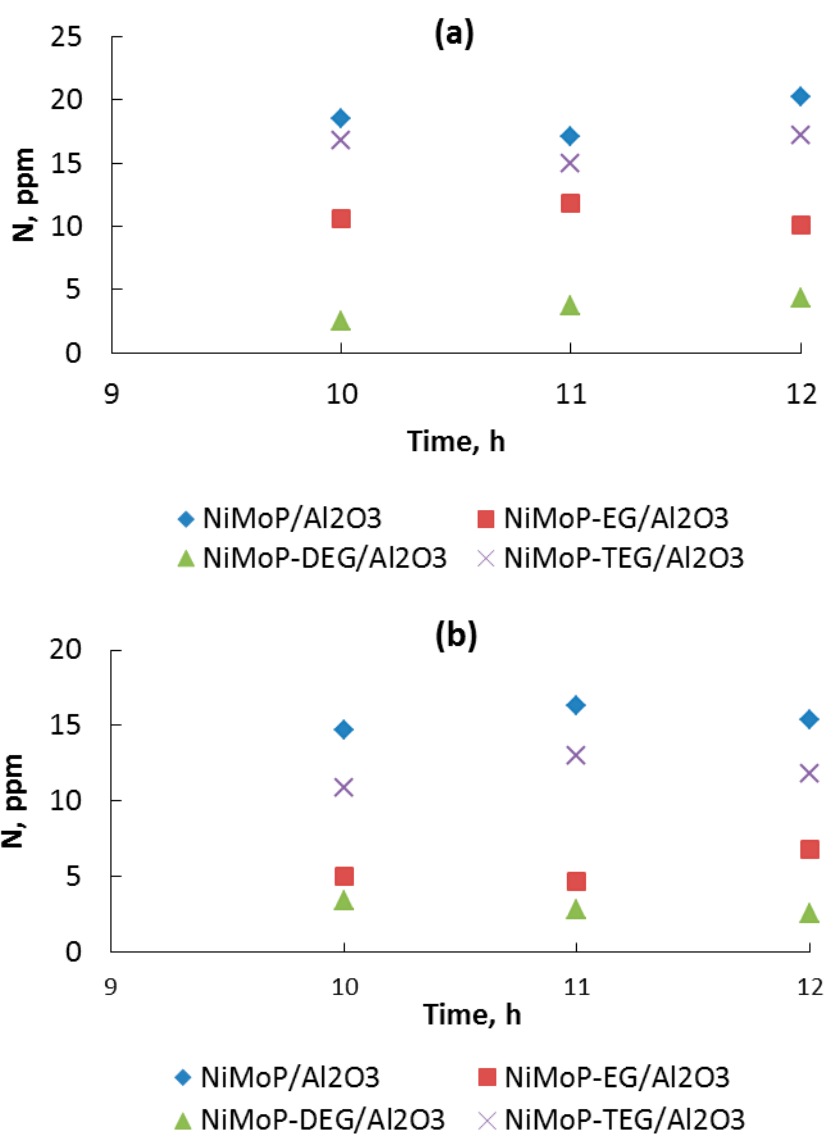 (a)
25
20
15
10
5
0
N, ppm
9 10 11 12
Time, h
NiMoP/Al2O3 NiMoP-EG/Al2O3
NiMoP-DEG/Al2O3 NiMoP-TEG/Al2O3
(b)
20
15
10
5
0
N, ppm
9 10 11 12
Time, h
NiMoP/Al2O3 NiMoP-EG/Al2O3
NiMoP-DEG/Al2O3 NiMoP-TEG/Al2O3